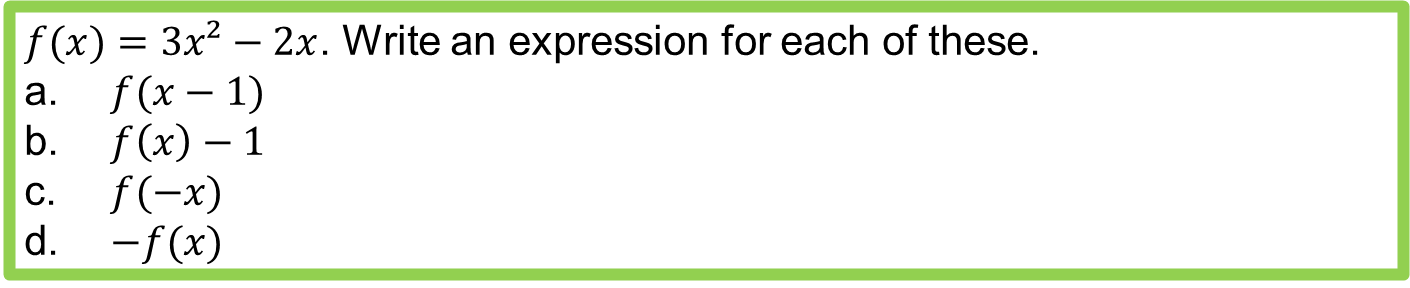 f(x) = 3x² − 2x. Write an expression for each of these.
a. f(x − 1)
b. f(x) − 1
c. f(−x)
d. −f(x)